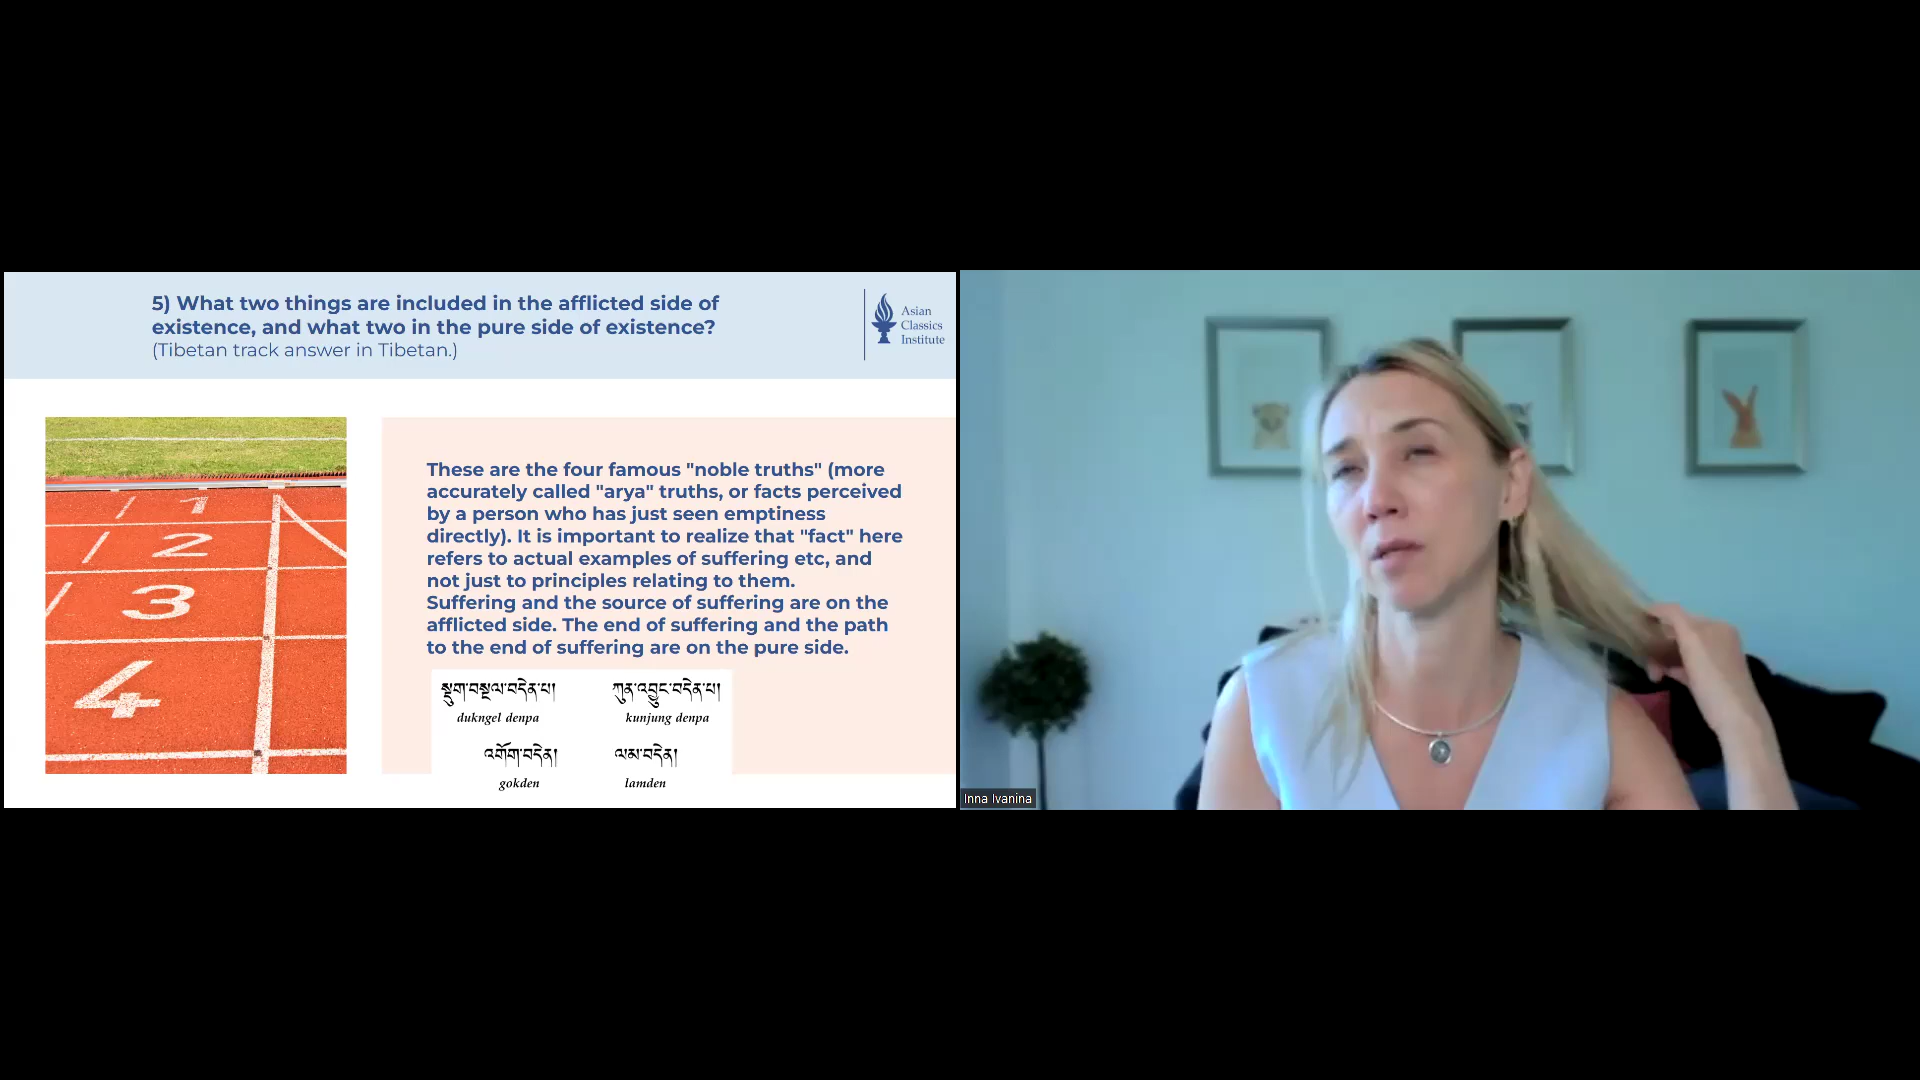 5) What two things are included in the afflicted side of
existence, and what two in the pure side of existence?
(Tibetan track answer in Tibetan.)
Asian
Classics
Institute
1
2
3
4
These are the four famous "noble truths" (more
accurately called "arya" truths, or facts perceived
by a person who has just seen emptiness
directly). It is important to realize that "fact" here
refers to actual examples of suffering etc, and
not just to principles relating to them.
Suffering and the source of suffering are on the
afflicted side. The end of suffering and the path
to the end of suffering are on the pure side.
སྡུག་བསྔལ་བདེན་པ། ཀུན་འབྱུང་བདེན་པ།
dukngel denpa kunjung denpa
འགོག་བདེན། ལམ་བདེན།
gokden lamden
Inna Ivanina